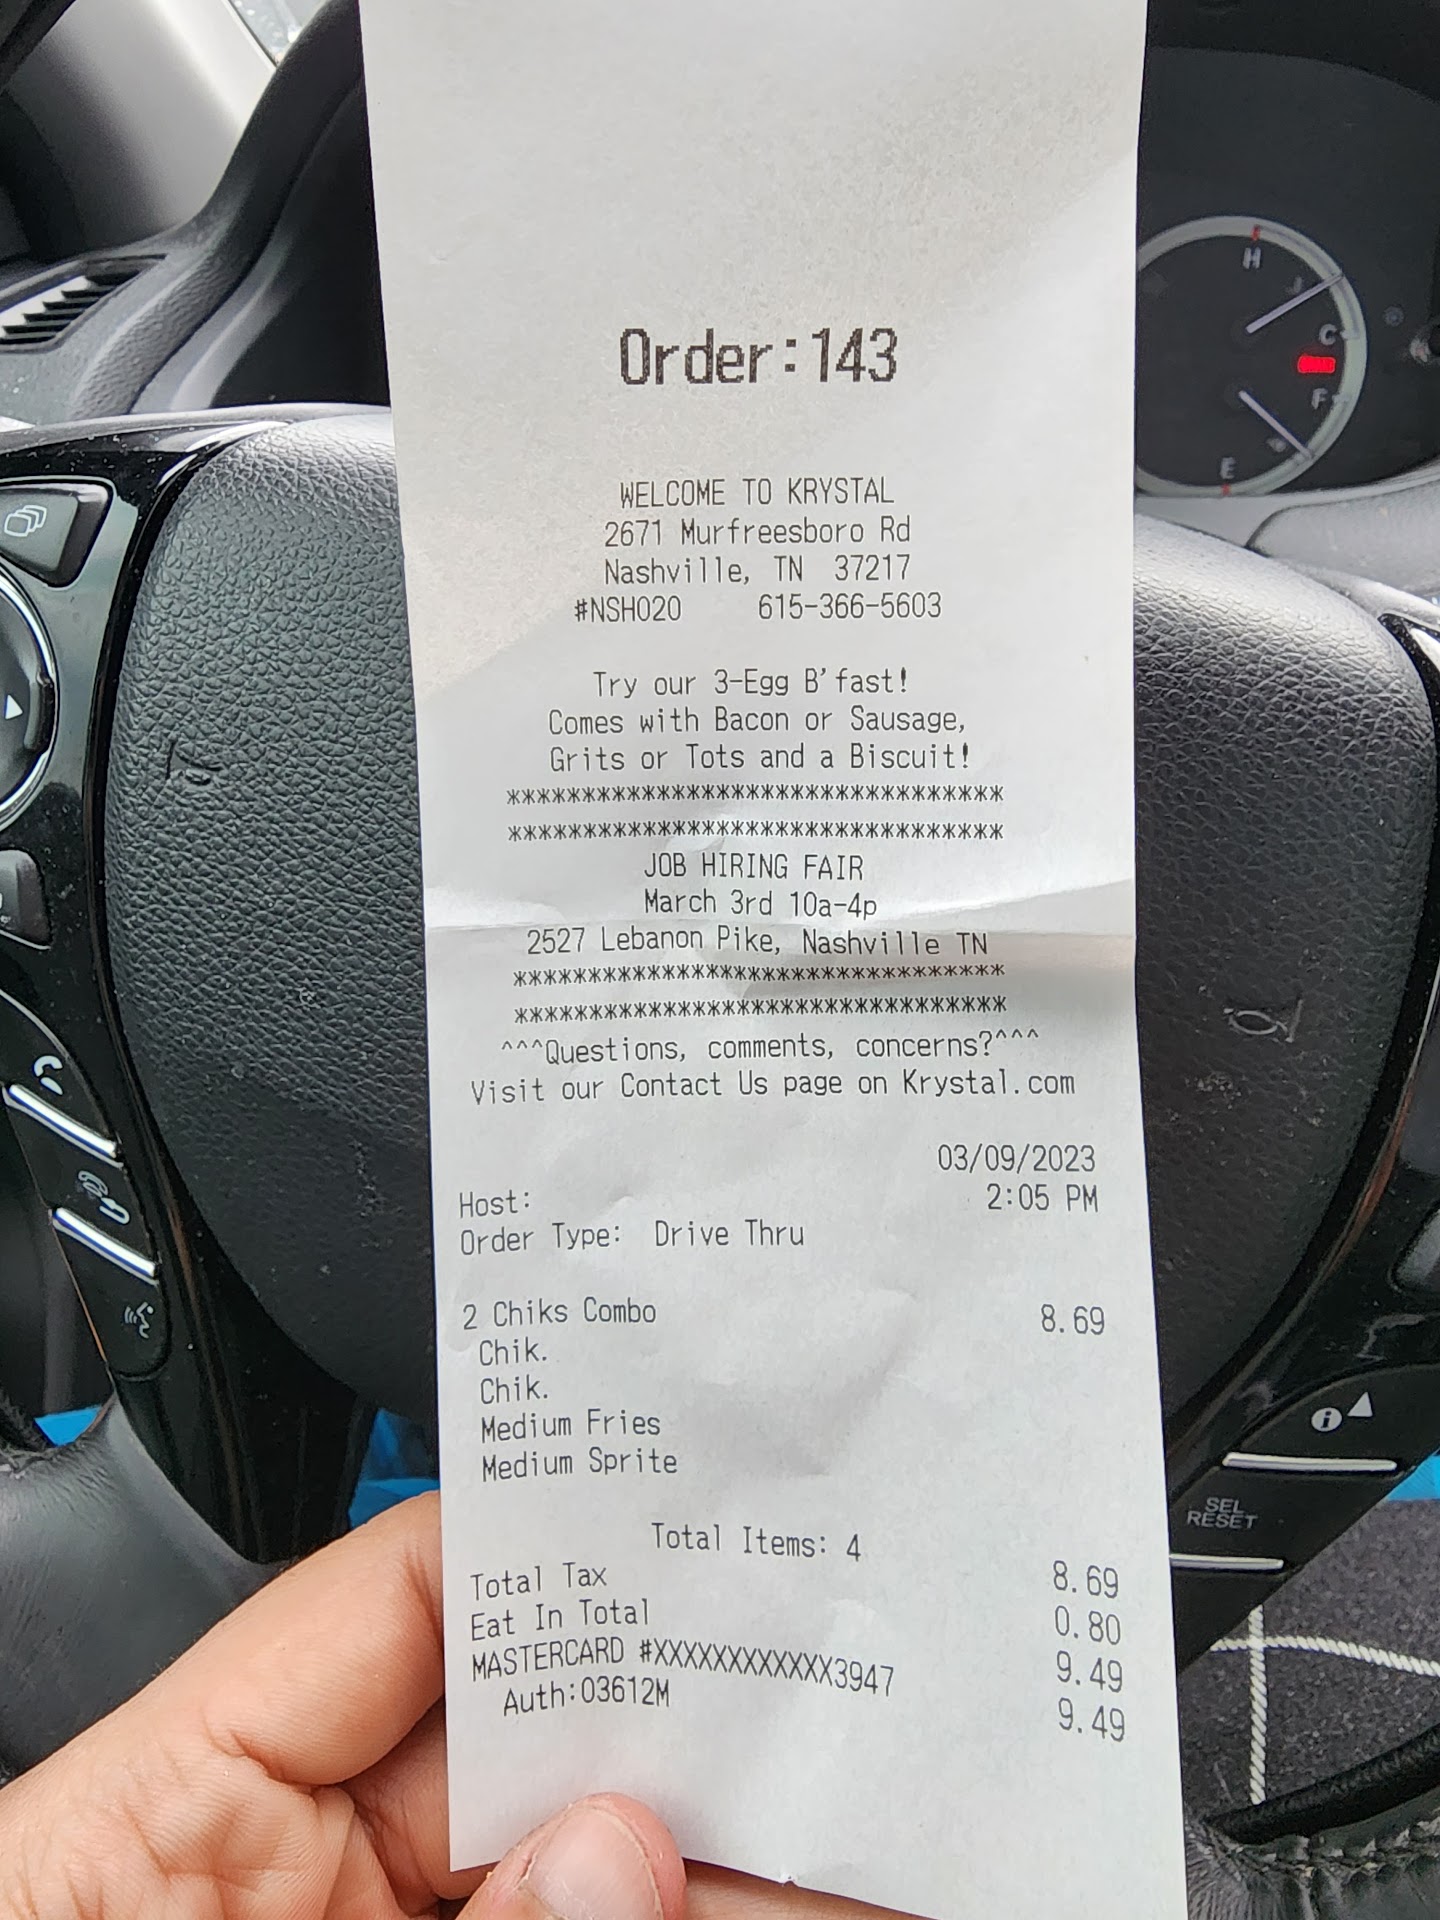 Order:143
WELCOME TO KRYSTAL
2671 Murfreesboro Rd
Nashville, TN 37217
#NSH020 615-366-5603
Try our 3-Egg B'fast!
Comes with Bacon or Sausage,
Grits or Tots and a Biscuit!
*********************************
*********************************
JOB HIRING FAIR
March 3rd 10a-4p
2527 Lebanon Pike, Nashville TN
*********************************
*********************************
^^^Questions, comments, concerns?^^^
Visit our Contact Us page on Krystal.com
03/09/2023
Host: 2:05 PM
Order Type: Drive Thru
2 Chiks Combo 8.69
Chik.
Chik.
Medium Fries
Medium Sprite
Total Items: 4
8.69
Total Tax 0.80
Eat In Total 9.49
MASTERCARD #XXXXXXXXXXXX3947 9.49
Auth:03612M
H
C
F
E
i
SEL
RESET